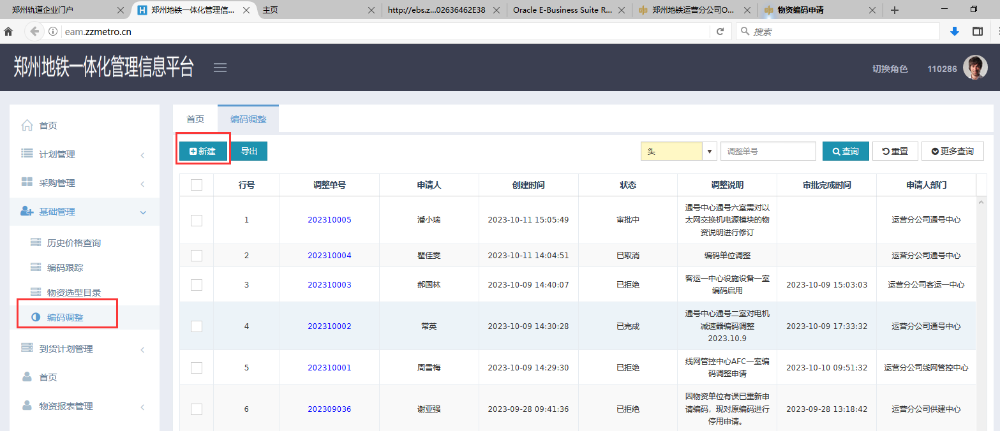 郑州轨道企业门户
郑州地铁一体化管理信...
主页
http://ebs.z...02636462E38
Oracle E-Business Suite R...
郑州地铁运营分公司O...
物资编码申请
eam.zzmetro.cn
搜索
郑州地铁一体化管理信息平台
切换角色
110286
首页
计划管理
采购管理
基础管理
历史价格查询
编码跟踪
物资选型目录
编码调整
到货计划管理
首页
物资报表管理
首页
编码调整
新建
导出
头
调整单号
查询
重置
更多查询
行号 调整单号 申请人 创建时间 状态 调整说明 审批完成时间 申请人部门
1 202310005 潘小瑞 2023-10-11 15:05:49 审批中
通号中心通号六室需对以
太网交换机电源模块的物
资说明进行修订
运营分公司通号中心
2 202310004 瞿佳雯 2023-10-11 14:04:51 已取消 编码单位调整 运营分公司通号中心
3 202310003 郝国林 2023-10-09 14:40:07 已拒绝
客运一中心设施设备一室
编码启用
2023-10-09 15:03:03 运营分公司客运一中心
4 202310002 常英 2023-10-09 14:30:28 已完成
通号中心通号二室对电机
减速器编码调整
2023.10.9
2023-10-09 17:33:32 运营分公司通号中心
5 202310001 周雪梅 2023-10-09 14:29:30 已拒绝
线网管控中心AFC一室编
码调整申请
2023-10-10 09:51:32 运营分公司线网管控中心
6 202309036 谢亚强 2023-09-28 09:41:36 已拒绝
因物资单位有误已重新申
请编码，现对原编码进行
停用申请。
2023-09-28 13:18:42 运营分公司供建中心